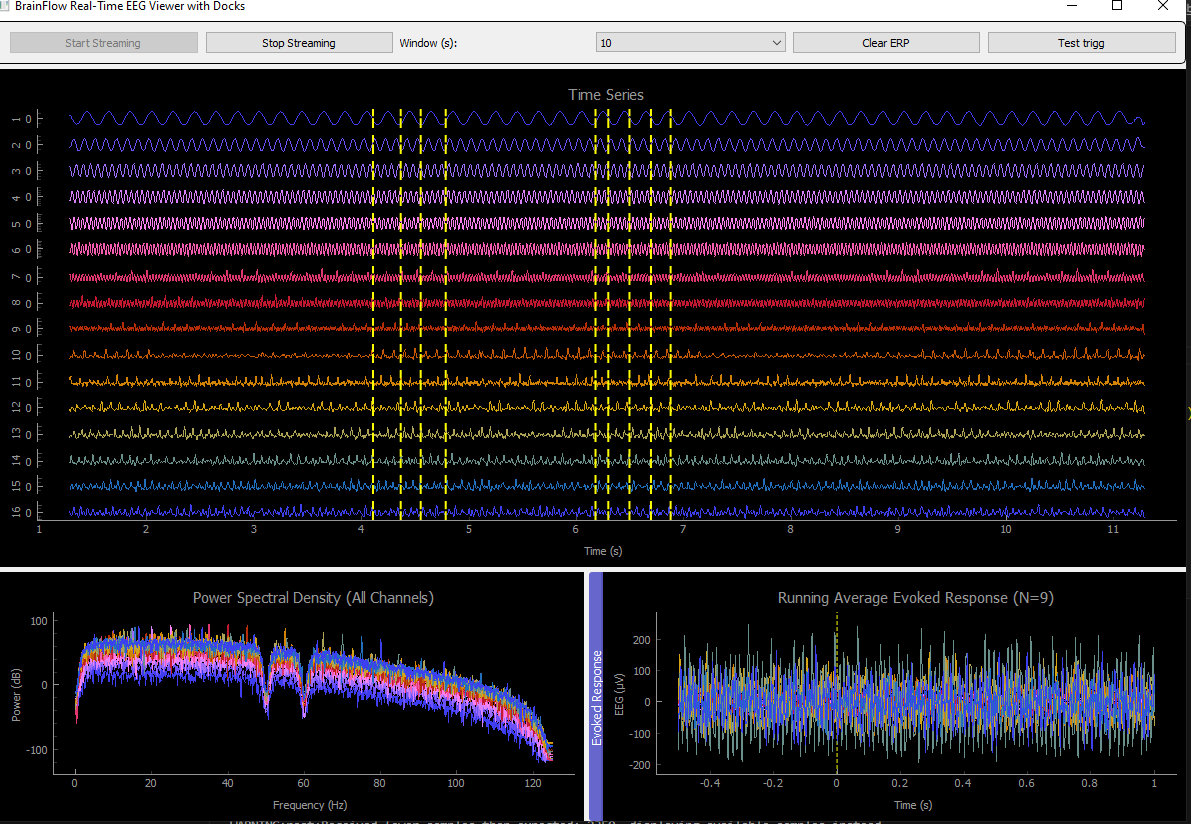 BrainFlow Real-Time EEG Viewer with Docks
Start Streaming Stop Streaming Window (s): 10 Clear ERP Test trigg
Time Series
1 0
2 0
3 0
4 0
5 0
6 0
7 0
8 0
9 0
10 0
11 0
12 0
13 0
14 0
15 0
16 0
1 2 3 4 5 6 7 8 9 10 11
Time (s)
Power Spectral Density (All Channels)
100
0
-100
Power (dB)
0 20 40 60 80 100 120
Frequency (Hz)
Evoked Response
Running Average Evoked Response (N=9)
200
100
0
-100
-200
EEG (µV)
-0.4 -0.2 0 0.2 0.4 0.6 0.8 1
Time (s)